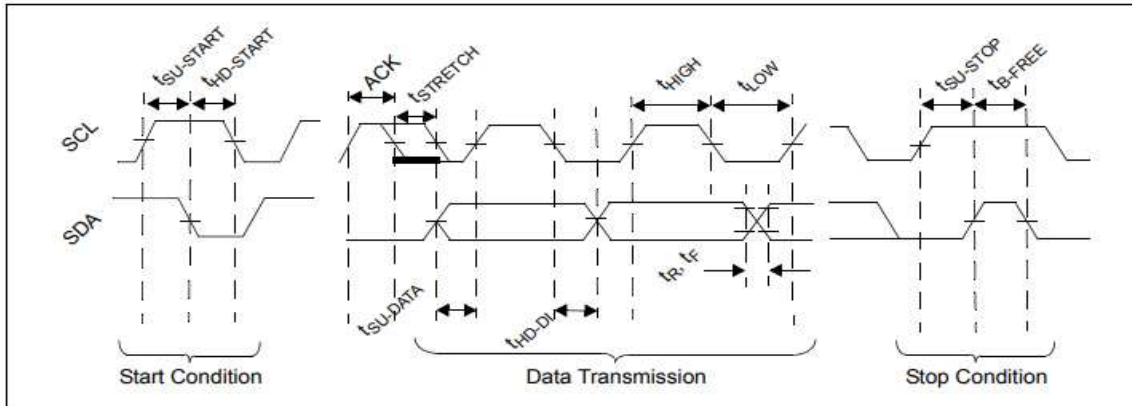 tSU-START
tHD-START
ACK
tSTRETCH
tHIGH
tLOW
tSU-STOP
tB-FREE
SCL
SDA
tR, tF
tSU-DATA
tHD-DI
Start Condition
Data Transmission
Stop Condition